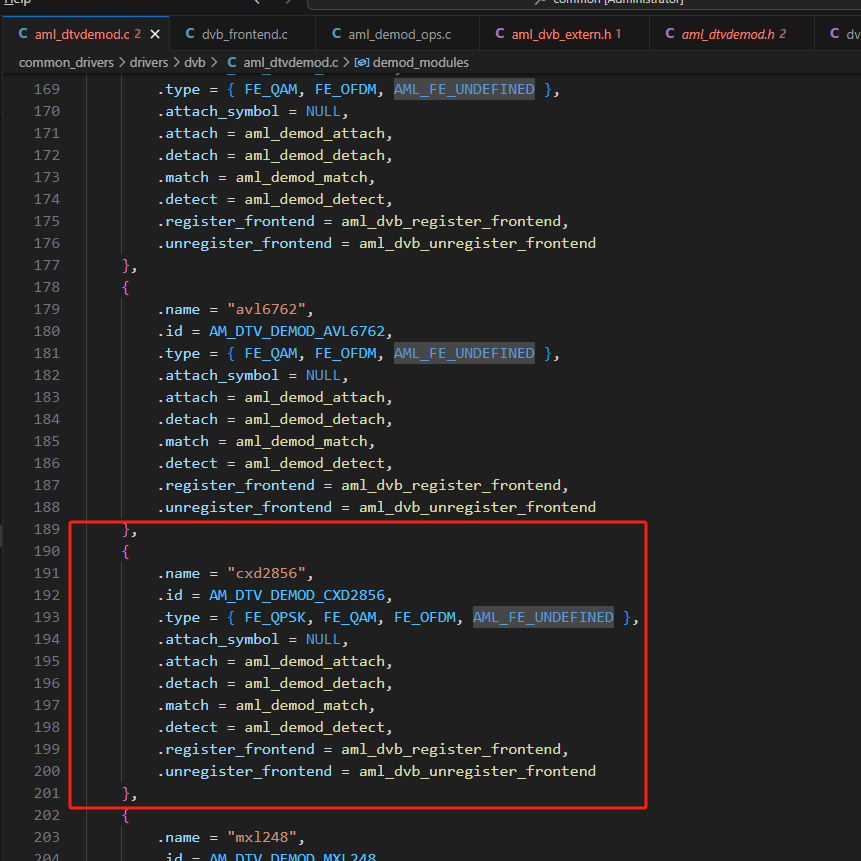 Help
common [Administrator]
C aml_dtvdemod.c 2 × C dvb_frontend.c C aml_demod_ops.c C aml_dvb_extern.h 1 C aml_dtvdemod.h 2 C dv
common_drivers > drivers > dvb > C aml_dtvdemod.c > demod_modules
169 .type = { FE_QAM, FE_OFDM, AML_FE_UNDEFINED },
170 .attach_symbol = NULL,
171 .attach = aml_demod_attach,
172 .detach = aml_demod_detach,
173 .match = aml_demod_match,
174 .detect = aml_demod_detect,
175 .register_frontend = aml_dvb_register_frontend,
176 .unregister_frontend = aml_dvb_unregister_frontend
177 },
178 {
179 .name = "avl6762",
180 .id = AM_DTV_DEMOD_AVL6762,
181 .type = { FE_QAM, FE_OFDM, AML_FE_UNDEFINED },
182 .attach_symbol = NULL,
183 .attach = aml_demod_attach,
184 .detach = aml_demod_detach,
185 .match = aml_demod_match,
186 .detect = aml_demod_detect,
187 .register_frontend = aml_dvb_register_frontend,
188 .unregister_frontend = aml_dvb_unregister_frontend
189 },
190 {
191 .name = "cxd2856",
192 .id = AM_DTV_DEMOD_CXD2856,
193 .type = { FE_QPSK, FE_QAM, FE_OFDM, AML_FE_UNDEFINED },
194 .attach_symbol = NULL,
195 .attach = aml_demod_attach,
196 .detach = aml_demod_detach,
197 .match = aml_demod_match,
198 .detect = aml_demod_detect,
199 .register_frontend = aml_dvb_register_frontend,
200 .unregister_frontend = aml_dvb_unregister_frontend
201 },
202 {
203 .name = "mxl248",
204 .id = AM_DTV_DEMOD_MXL248,